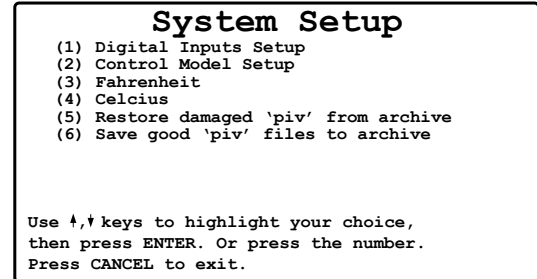 System Setup
(1) Digital Inputs Setup
(2) Control Model Setup
(3) Fahrenheit
(4) Celcius
(5) Restore damaged ‘piv’ from archive
(6) Save good ‘piv’ files to archive
Use ↑,↓ keys to highlight your choice,
then press ENTER. Or press the number.
Press CANCEL to exit.